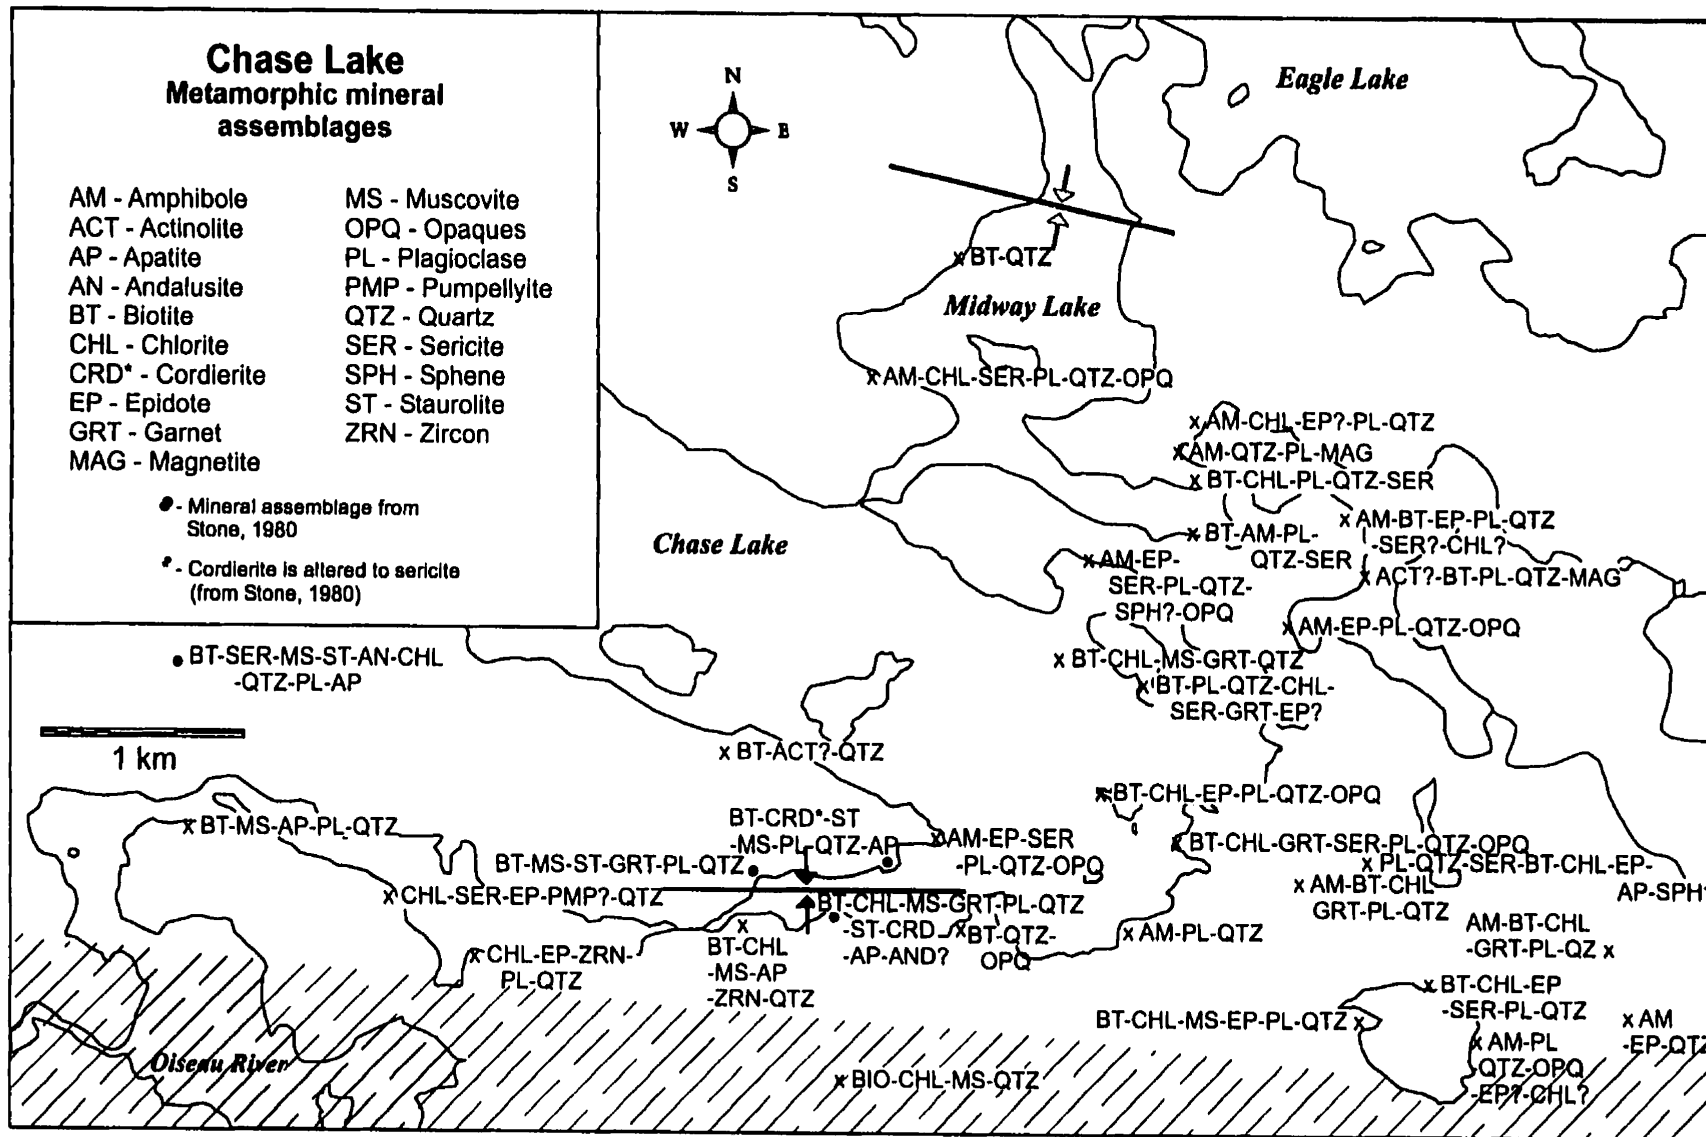 Chase Lake
Metamorphic mineral
assemblages
AM - Amphibole
ACT - Actinolite
AP - Apatite
AN - Andalusite
BT - Biotite
CHL - Chlorite
CRD* - Cordierite
EP - Epidote
GRT - Garnet
MAG - Magnetite
MS - Muscovite
OPQ - Opaques
PL - Plagioclase
PMP - Pumpellyite
QTZ - Quartz
SER - Sericite
SPH - Sphene
ST - Staurolite
ZRN - Zircon
- Mineral assemblage from
Stone, 1980
* - Cordierite is altered to sericite
(from Stone, 1980)
N
W
E
S
Eagle Lake
x BT-QTZ
Midway Lake
x AM-CHL-SER-PL-QTZ-OPQ
x AM-CHL-EP?-PL-QTZ
x AM-QTZ-PL-MAG
x BT-CHL-PL-QTZ-SER
x AM-BT-EP-PL-QTZ
-SER?-CHL?
x BT-AM-PL-
QTZ-SER
Chase Lake
x AM-EP-
SER-PL-QTZ-
SPH?-OPQ
x ACT?-BT-PL-QTZ-MAG
x AM-EP-PL-QTZ-OPQ
BT-SER-MS-ST-AN-CHL
-QTZ-PL-AP
x BT-CHL-MS-GRT-QTZ
x BT-PL-QTZ-CHL-
SER-GRT-EP?
1 km
x BT-ACT?-QTZ
x BT-CHL-EP-PL-QTZ-OPQ
x BT-MS-AP-PL-QTZ
BT-CRD*-ST
-MS-PL-QTZ-AP
x AM-EP-SER
-PL-QTZ-OPQ
x BT-CHL-GRT-SER-PL-QTZ-OPQ
BT-MS-ST-GRT-PL-QTZ
x PL-QTZ-SER-BT-CHL-EP-
AP-SPH?
x CHL-SER-EP-PMP?-QTZ
x AM-BT-CHL
GRT-PL-QTZ
BT-CHL-MS-GRT-PL-QTZ
-ST-CRD
-AP-AND?
x BT-QTZ-
OPQ
x AM-PL-QTZ
AM-BT-CHL
-GRT-PL-QZ x
x
BT-CHL
-MS-AP
-ZRN-QTZ
x CHL-EP-ZRN-
PL-QTZ
x BT-CHL-EP
-SER-PL-QTZ
BT-CHL-MS-EP-PL-QTZ x
x AM
-EP-QTZ
x AM-PL
QTZ-OPQ
-EP?-CHL?
Oiseau River
x BIO-CHL-MS-QTZ